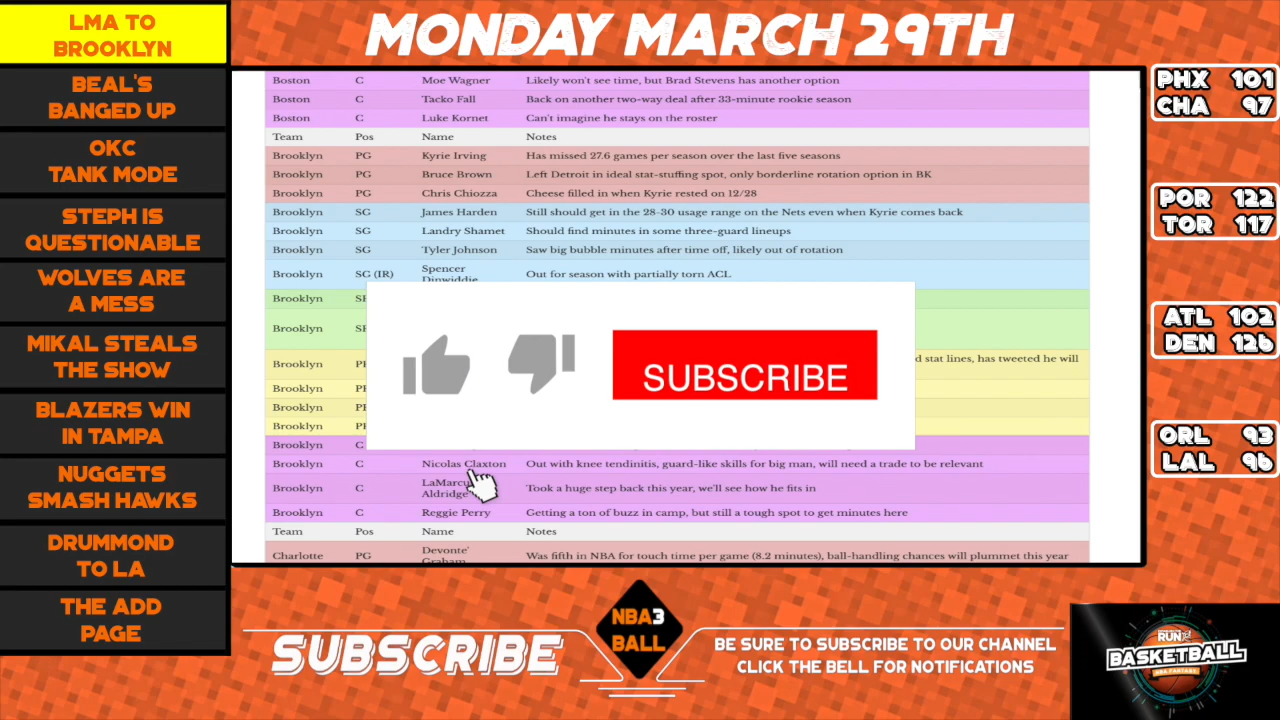 LMA TO
BROOKLYN
BEAL'S
BANGED UP
OKC
TANK MODE
STEPH IS
QUESTIONABLE
WOLVES ARE
A MESS
MIKAL STEALS
THE SHOW
BLAZERS WIN
IN TAMPA
NUGGETS
SMASH HAWKS
DRUMMOND
TO LA
THE ADD
PAGE
MONDAY MARCH 29TH
Boston C Moe Wagner Likely won't see time, but Brad Stevens has another option
Boston C Tacko Fall Back on another two-way deal after 33-minute rookie season
Boston C Luke Kornet Can't imagine he stays on the roster
Team Pos Name Notes
Brooklyn PG Kyrie Irving Has missed 27.6 games per season over the last five seasons
Brooklyn PG Bruce Brown Left Detroit in ideal stat-stuffing spot, only borderline rotation option in BK
Brooklyn PG Chris Chiozza Cheese filled in when Kyrie rested on 12/28
Brooklyn SG James Harden Still should get in the 28-30 usage range on the Nets even when Kyrie comes back
Brooklyn SG Landry Shamet Should find minutes in some three-guard lineups
Brooklyn SG Tyler Johnson Saw big bubble minutes after time off, likely out of rotation
Brooklyn SG (IR) Spencer Dinwiddie Out for season with partially torn ACL
Brooklyn
Brooklyn
Brooklyn stat lines, has tweeted he will
Brooklyn
Brooklyn
Brooklyn
Brooklyn C
Brooklyn C Nicolas Claxton Out with knee tendinitis, guard-like skills for big man, will need a trade to be relevant
Brooklyn C Aldridge Took a huge step back this year, we'll see how he fits in
Brooklyn C Reggie Perry Getting a ton of buzz in camp, but still a tough spot to get minutes here
Team Pos Name Notes
Charlotte PG Devonte' Graham Was fifth in NBA for touch time per game (8.2 minutes), ball-handling chances will plummet this year
SUBSCRIBE
PHX 101
CHA 97
POR 122
TOR 117
ATL 102
DEN 126
ORL 93
LAL 96
SUBSCRIBE
NBA3
BALL
BE SURE TO SUBSCRIBE TO OUR CHANNEL
CLICK THE BELL FOR NOTIFICATIONS
RUN
BASKETBALL